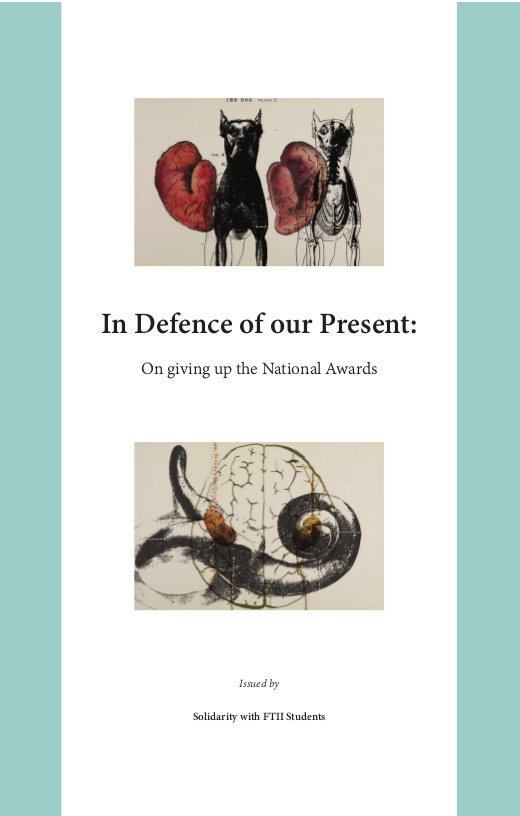 THE DOG PLATE I
In Defence of our Present:
On giving up the National Awards
Issued by
Solidarity with FTII Students